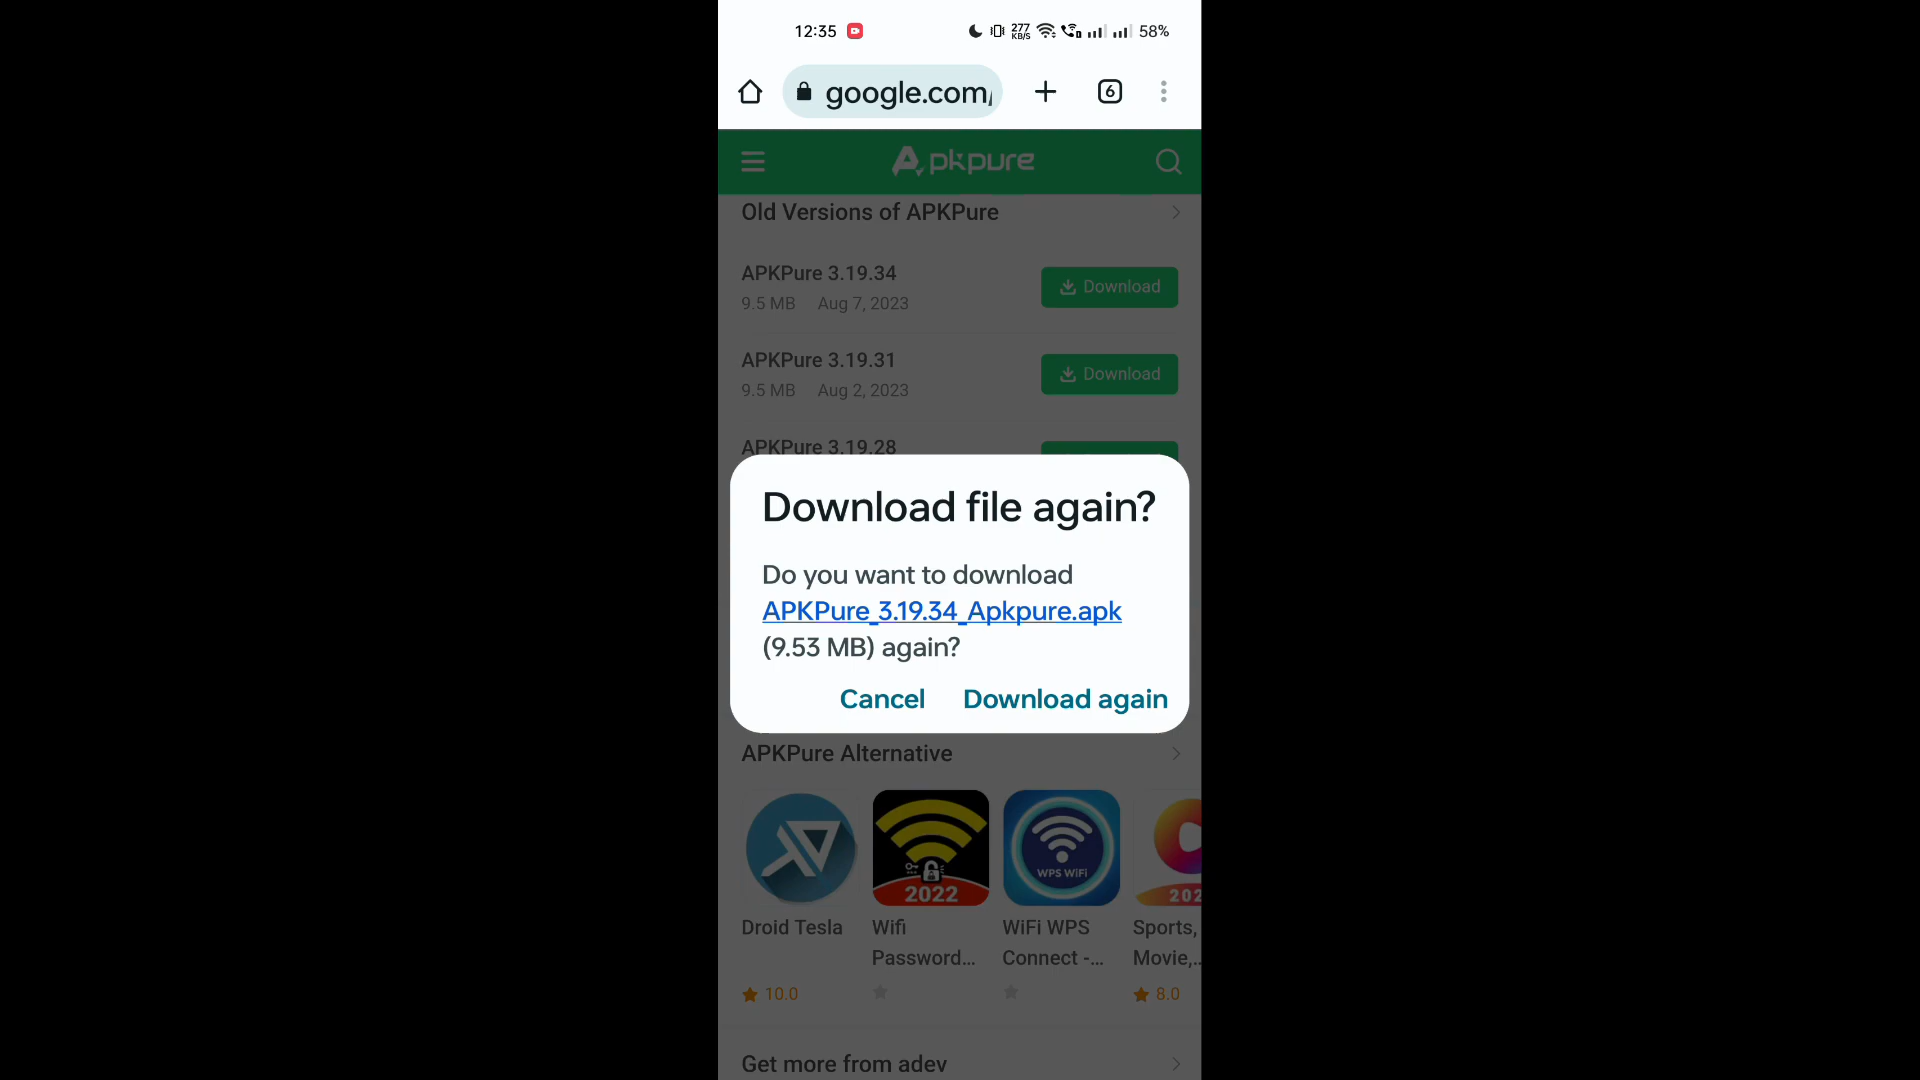 12:35
277
KB/S
58%
google.com/
6
Apkpure
Old Versions of APKPure
APKPure 3.19.34
9.5 MB Aug 7, 2023
Download
APKPure 3.19.31
9.5 MB Aug 2, 2023
Download
APKPure 3.19.28
Download file again?
Do you want to download
APKPure_3.19.34_Apkpure.apk
(9.53 MB) again?
Cancel Download again
APKPure Alternative
2022
WPS WiFi
202
Droid Tesla
Wifi
Password...
WiFi WPS
Connect -...
Sports,
Movie,..
10.0
8.0
Get more from adev